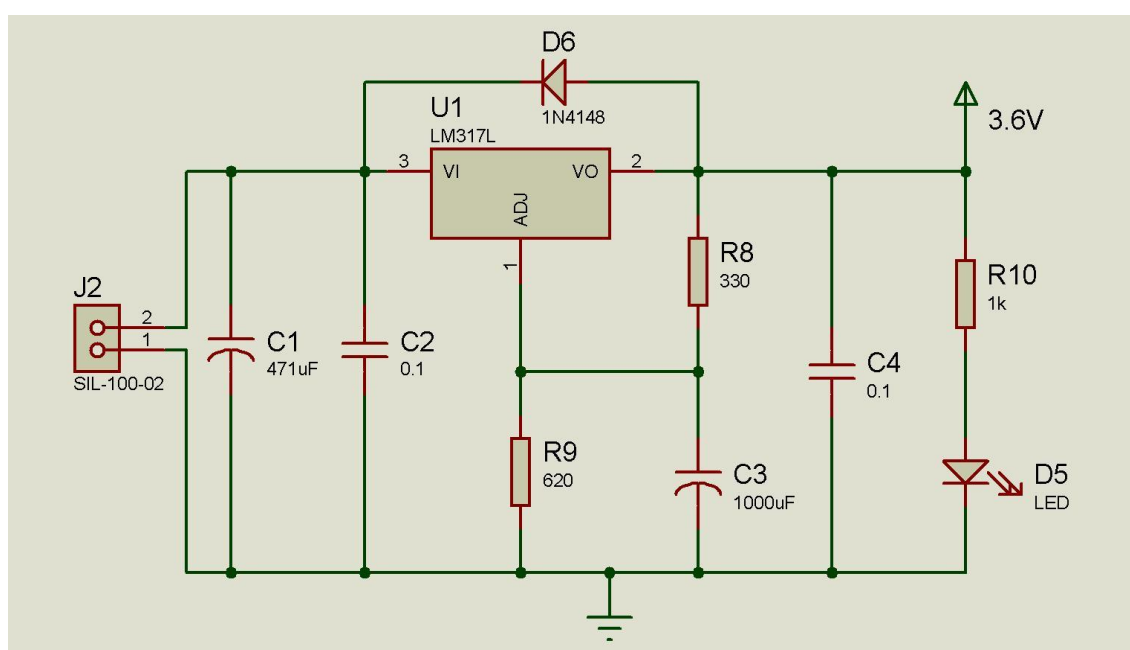 D6
1N4148
U1
LM317L
3
VI
VO
2
ADJ
1
3.6V
R8
330
R10
1k
J2
2
1
SIL-100-02
C1
471uF
C2
0.1
C4
0.1
R9
620
C3
1000uF
D5
LED